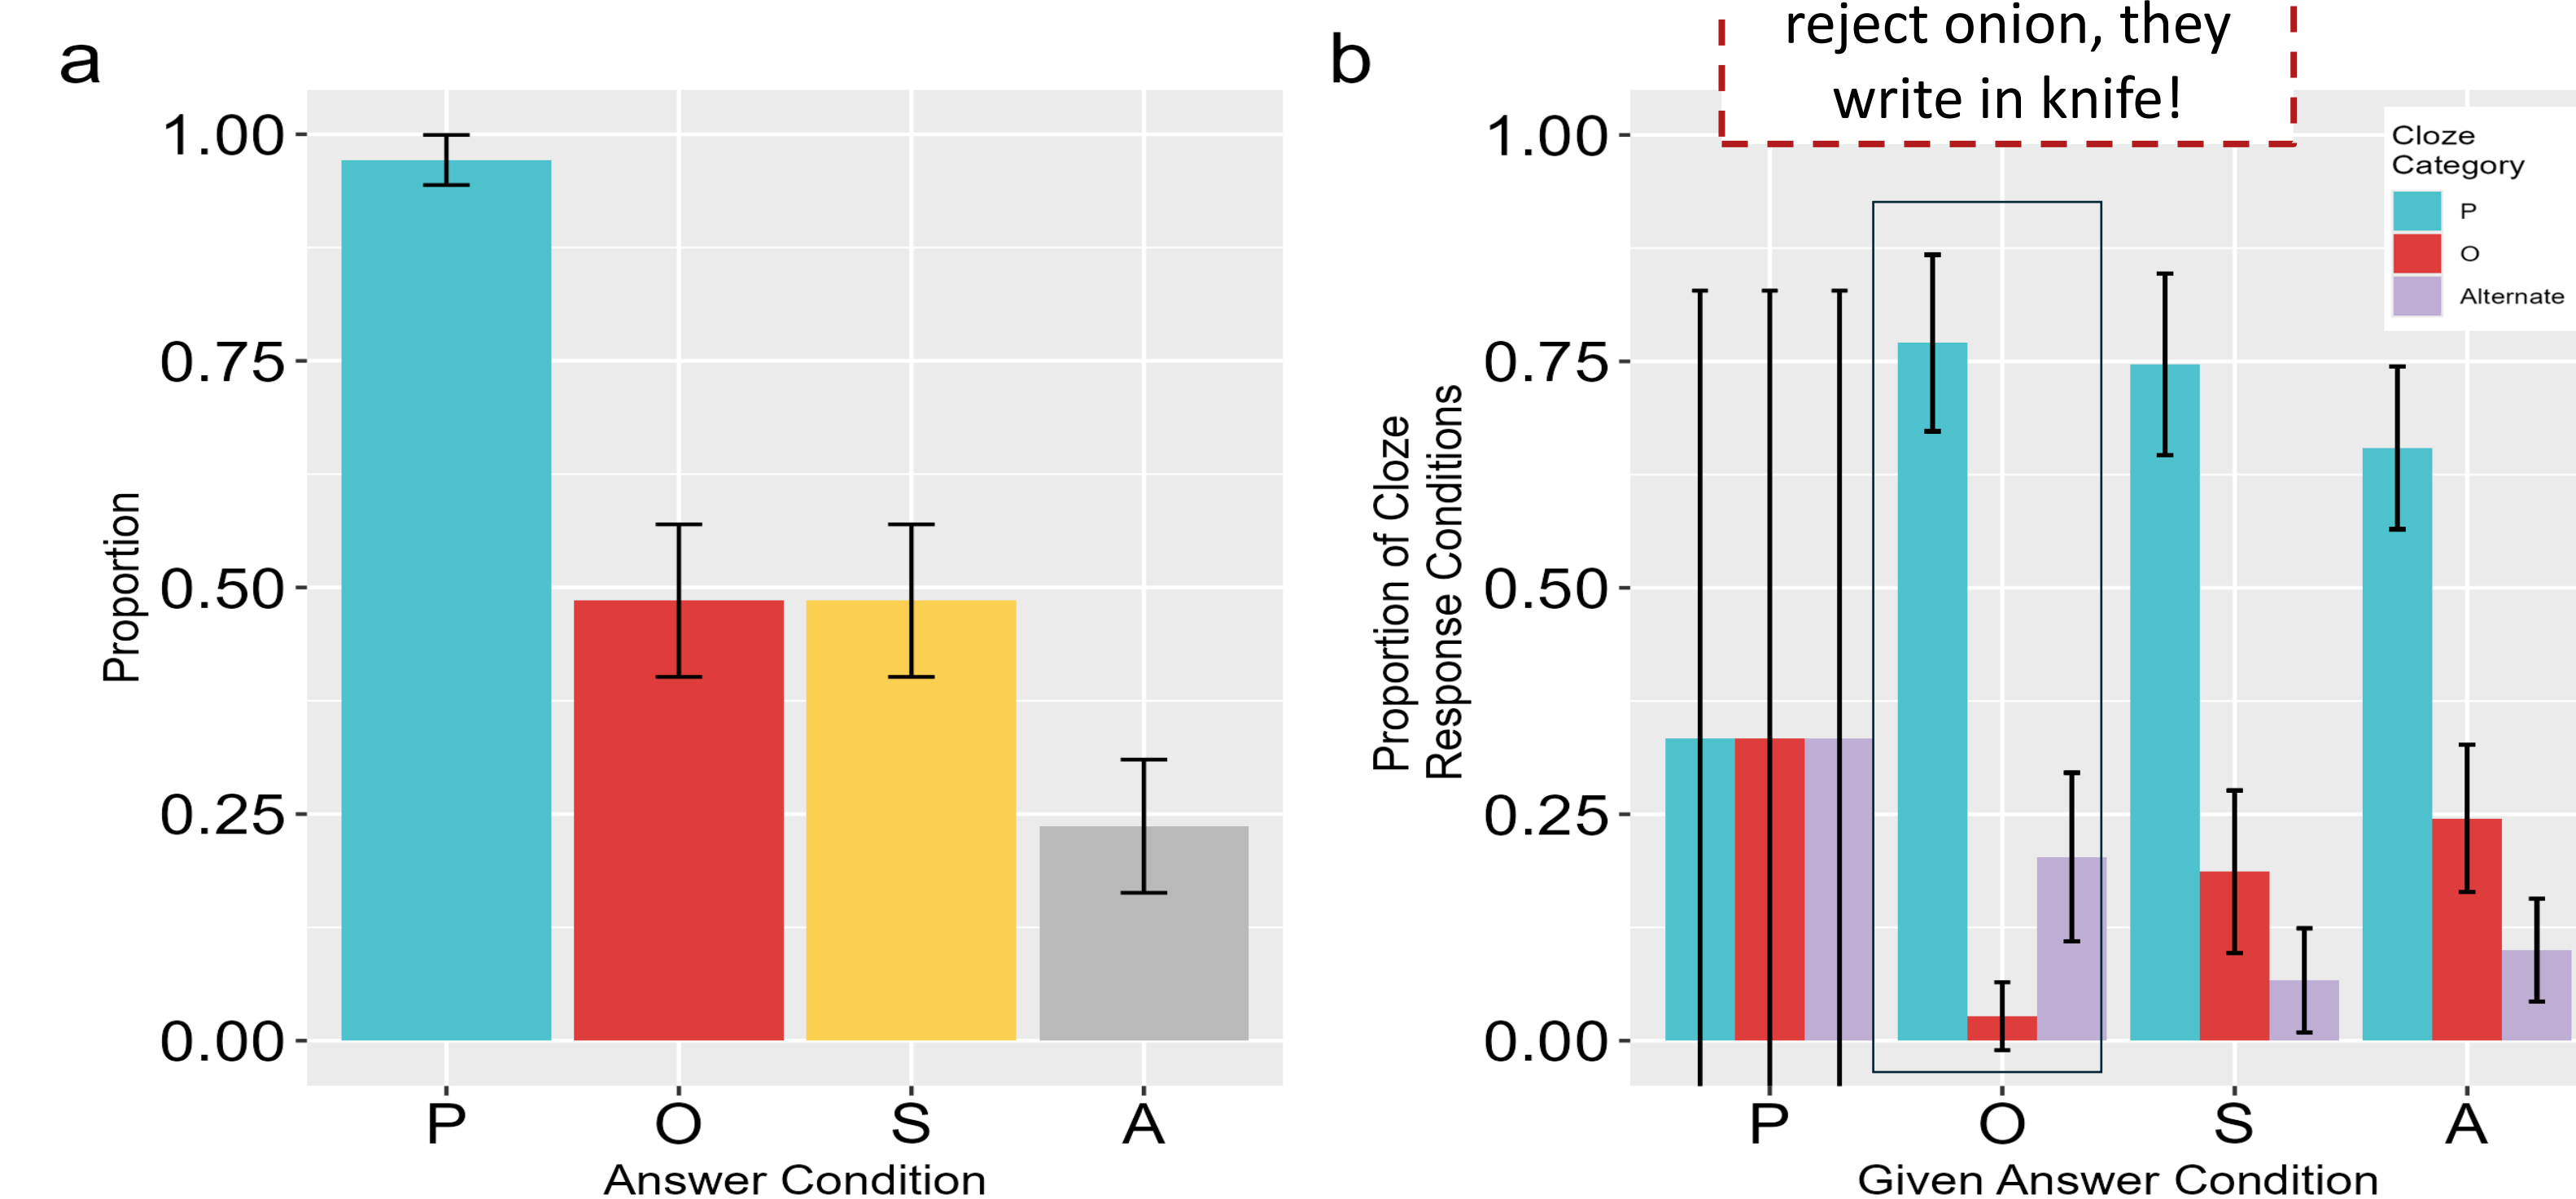 a
1.00
0.75
0.50
0.25
0.00
Proportion
P O S A
Answer Condition
b
reject onion, they
write in knife!
1.00
0.75
0.50
0.25
0.00
Proportion of Cloze
Response Conditions
Cloze
Category
P
O
Alternate
P O S A
Given Answer Condition